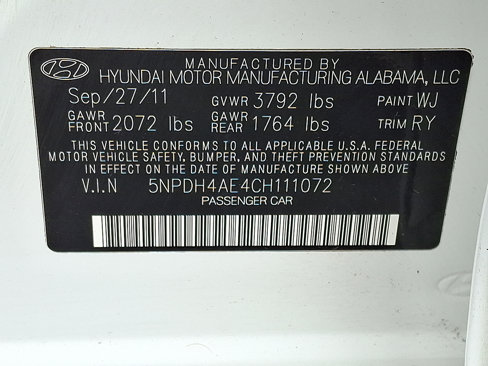 MANUFACTURED BY
HYUNDAI MOTOR MANUFACTURING ALABAMA, LLC
Sep/27/11 GVWR 3792 lbs PAINT WJ
GAWR FRONT 2072 lbs GAWR REAR 1764 lbs TRIM RY
THIS VEHICLE CONFORMS TO ALL APPLICABLE U.S.A. FEDERAL
MOTOR VEHICLE SAFETY, BUMPER, AND THEFT PREVENTION STANDARDS
IN EFFECT ON THE DATE OF MANUFACTURE SHOWN ABOVE.
V.I.N 5NPDH4AE4CH111072
PASSENGER CAR